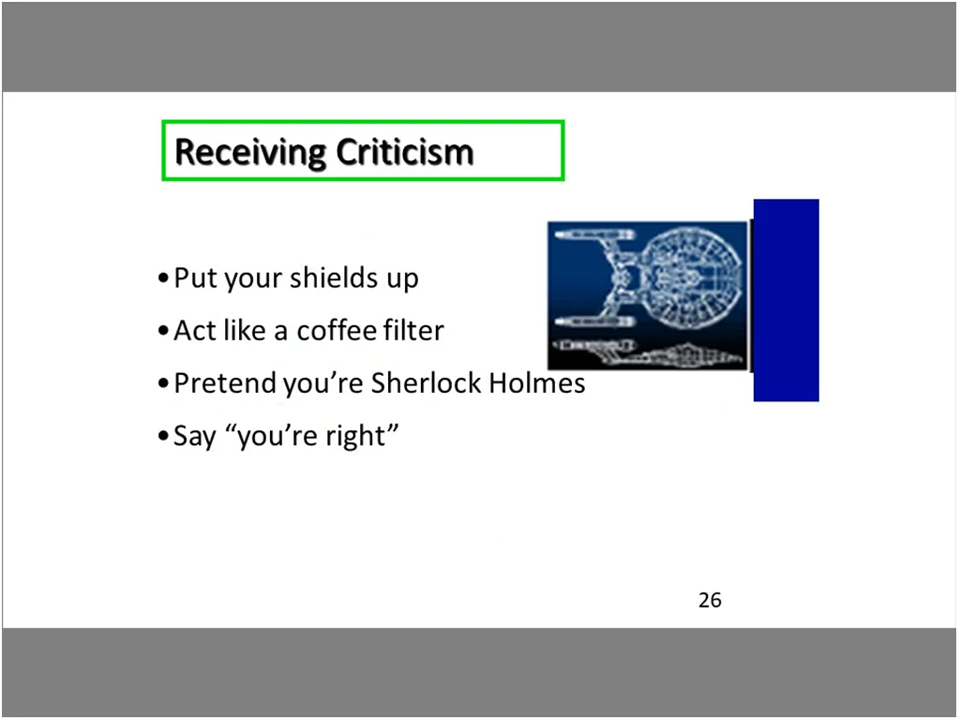 Receiving Criticism
•Put your shields up
•Act like a coffee filter
•Pretend you’re Sherlock Holmes
•Say “you’re right”
26